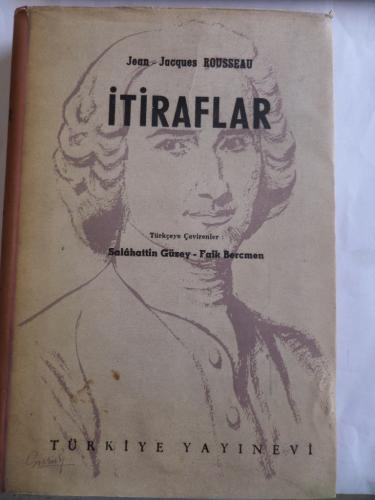 Jean - Jacques ROUSSEAU
İTİRAFLAR
Türkçeye Çevirenler :
Salâhattin Güzey - Faik Bercmen
TÜRKİYE YAYINEVİ